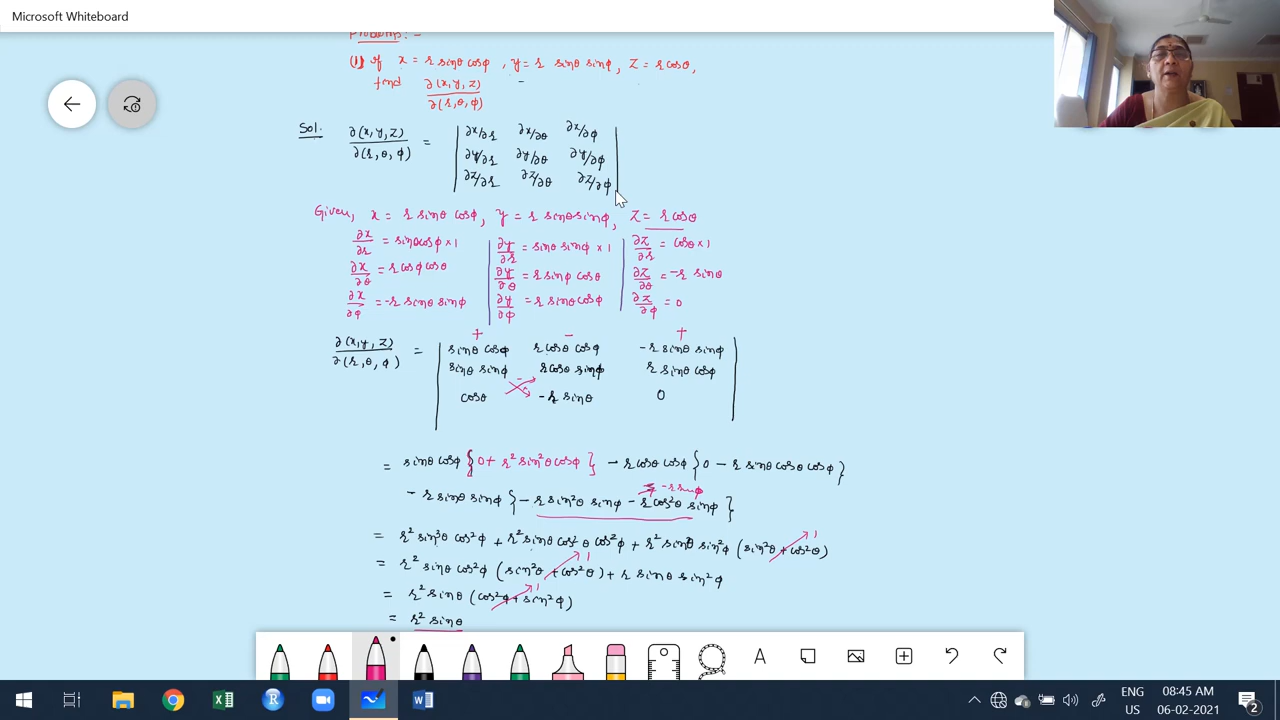 Microsoft Whiteboard
Problems: -
(1) If x = r sinθ cosφ, y = r sinθ sinφ, z = r cosθ,
find ∂(x,y,z)/∂(r,θ,φ)
Sol: ∂(x,y,z)/∂(r,θ,φ) = | ∂x/∂r ∂x/∂θ ∂x/∂φ |
| ∂y/∂r ∂y/∂θ ∂y/∂φ |
| ∂z/∂r ∂z/∂θ ∂z/∂φ |
Given, x = r sinθ cosφ, y = r sinθ sinφ, z = r cosθ
∂x/∂r = sinθ cosφ × 1 | ∂y/∂r = sinθ sinφ × 1 | ∂z/∂r = cosθ × 1
∂x/∂θ = r cosφ cosθ | ∂y/∂θ = r sinφ cosθ | ∂z/∂θ = -r sinθ
∂x/∂φ = -r sinθ sinφ | ∂y/∂φ = r sinθ cosφ | ∂z/∂φ = 0
+ - +
∂(x,y,z)/∂(r,θ,φ) = | sinθ cosφ r cosθ cosφ -r sinθ sinφ |
| sinθ sinφ r cosθ sinφ r sinθ cosφ |
| cosθ -r sinθ 0 |
= sinθ cosφ {0 + r² sin²θ cosφ} - r cosθ cosφ {0 - r sinθ cosθ cosφ}
-r sinφ
- r sinθ sinφ {- r sin²θ sinφ - r cos²θ sinφ}
= r² sin³θ cos²φ + r² sinθ cos²θ cos²φ + r² sinθ sin²φ (sin²θ + cos²θ) 1
= r² sinθ cos²φ (sin²θ + cos²θ) 1 + r sinθ sin²φ
= r² sinθ (cos²φ + sin²φ) 1
= r² sinθ
ENG
US
08:45 AM
06-02-2021
2